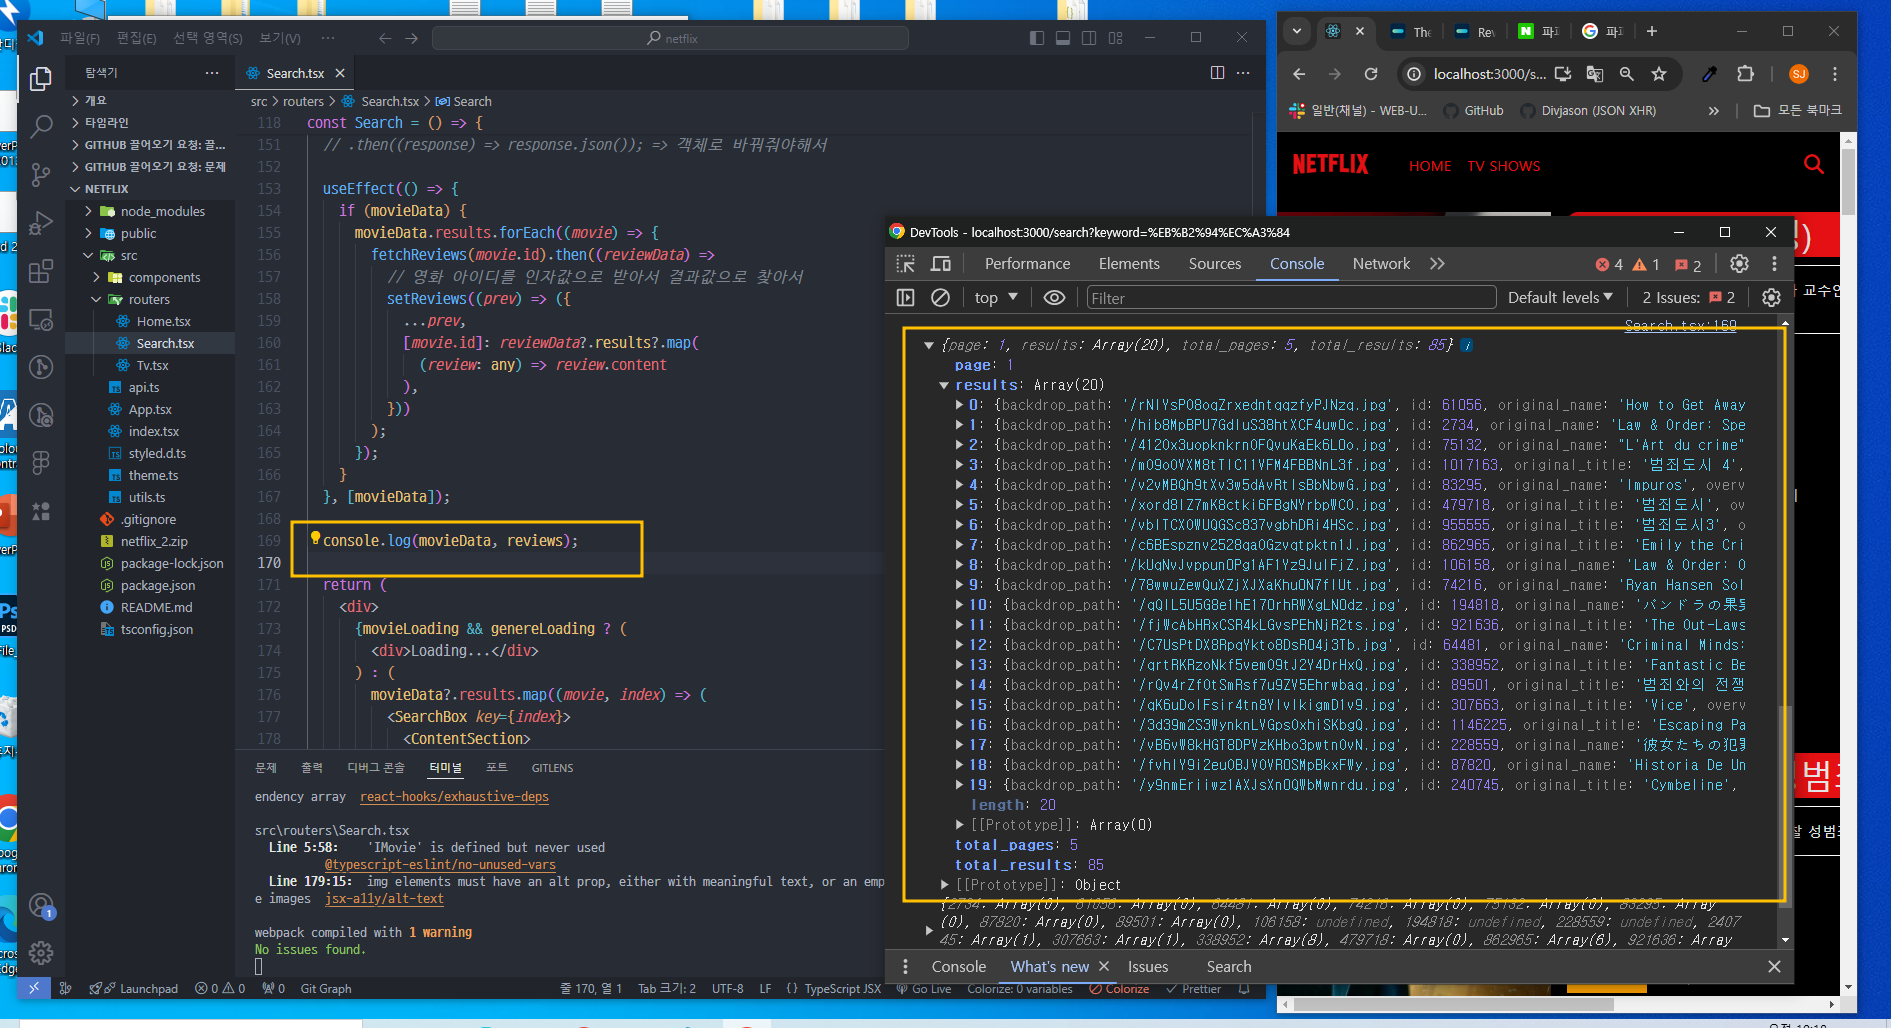 파일(F) 편집(E) 선택 영역(S) 보기(V) ··· netflix
탐색기 ···
개요
타임라인
GITHUB 끌어오기 요청: 끌...
GITHUB 끌어오기 요청: 문제
NETFLIX
node_modules
public
src
components
routers
Home.tsx
Search.tsx
Tv.tsx
api.ts
App.tsx
index.tsx
styled.d.ts
theme.ts
utils.ts
.gitignore
netflix_2.zip
package-lock.json
package.json
README.md
tsconfig.json
Search.tsx
src > routers > Search.tsx > Search
118 const Search = () => {
151 // .then((response) => response.json()); => 객체로 바꿔줘야해서
152
153 useEffect(() => {
154 if (movieData) {
155 movieData.results.forEach((movie) => {
156 fetchReviews(movie.id).then((reviewData) =>
157 // 영화 아이디를 인자값으로 받아서 결과값으로 찾아서
158 setReviews((prev) => ({
159 ...prev,
160 [movie.id]: reviewData?.results?.map(
161 (review: any) => review.content
162 ),
163 }))
164 );
165 });
166 }
167 }, [movieData]);
168
169 console.log(movieData, reviews);
170
171 return (
172 <div>
173 {movieLoading && genereLoading ? (
174 <div>Loading...</div>
175 ) : (
176 movieData?.results.map((movie, index) => (
177 <SearchBox key={index}>
178 <ContentSection>
문제 출력 디버그 콘솔 터미널 포트 GITLENS
endency array react-hooks/exhaustive-deps
src\routers\Search.tsx
Line 5:58: 'IMovie' is defined but never used
@typescript-eslint/no-unused-vars
Line 179:15: img elements must have an alt prop, either with meaningful text, or an emp
e images jsx-a11y/alt-text
webpack compiled with 1 warning
No issues found.
Launchpad 0 0 0 Git Graph 줄 170, 열 1 Tab 크기: 2 UTF-8 LF {} TypeScript JSX Go Live Colorize: 0 variables Colorize Prettier
localhost:3000/s... SJ
일반(채널) - WEB-U... GitHub Divjason (JSON XHR) » 모든 북마크
NETFLIX HOME TV SHOWS
DevTools - localhost:3000/search?keyword=%EB%B2%94%EC%A3%84
Performance Elements Sources Console Network 4 1 2
top Filter Default levels 2 Issues: 2
Search.tsx:169
{page: 1, results: Array(20), total_pages: 5, total_results: 85}
page: 1
results: Array(20)
0: {backdrop_path: '/rNIYsPO8oqZrxedntqqzfyPJNzq.jpg', id: 61056, original_name: 'How to Get Away
1: {backdrop_path: '/hib8MpBPU7GdluS38htXCF4uwOc.jpg', id: 2734, original_name: 'Law & Order: Spe
2: {backdrop_path: '/412Ox3uopknkrnOFQvuKaEk6LOo.jpg', id: 75132, original_name: "L'Art du crime"
3: {backdrop_path: '/m09o0VXM8tTIC11VFM4FBBNnL3f.jpg', id: 1017163, original_title: '범죄도시 4',
4: {backdrop_path: '/v2vMBQh9tXv3w5dAvRtIsBbNbwG.jpg', id: 83295, original_name: 'Impuros', overv
5: {backdrop_path: '/xord8IZ7mK8ctki6FBgNYrbpWCO.jpg', id: 479718, original_title: '범죄도시', ov
6: {backdrop_path: '/vblTCXOWUQGSc837vgbhDRi4HSc.jpg', id: 955555, original_title: '범죄도시3', o
7: {backdrop_path: '/c6BEspznv2528qaOGzvqtpktn1J.jpg', id: 862965, original_title: 'Emily the Cri
8: {backdrop_path: '/kUqNvJvppunOPg1AF1Yz9JuIFjZ.jpg', id: 106158, original_name: 'Law & Order: O
9: {backdrop_path: '/78wwuZewQuXZjXJXaKhuON7flUt.jpg', id: 74216, original_name: 'Ryan Hansen Sol
10: {backdrop_path: '/qQIL5U5G8e1hE17OrhRWXgLNOdz.jpg', id: 194818, original_name: 'パンドラの果実
11: {backdrop_path: '/fjWcAbHRxCSR4kLGvsPEhNjR2ts.jpg', id: 921636, original_title: 'The Out-Laws
12: {backdrop_path: '/C7UsPtDX8RpqYkto8DsRO4j3Tb.jpg', id: 64481, original_name: 'Criminal Minds:
13: {backdrop_path: '/qrtRKRzoNkf5vemO9tJ2Y4DrHxQ.jpg', id: 338952, original_title: 'Fantastic Be
14: {backdrop_path: '/rQv4rZfOtSmRsf7u9ZV5Ehrwbaq.jpg', id: 89501, original_title: '범죄와의 전쟁
15: {backdrop_path: '/qK6uDolFsir4tn8YIvlkigmD1v9.jpg', id: 307663, original_title: 'Vice', overv
16: {backdrop_path: '/3d39m2S3WynknLVGpsOxhiSKbgQ.jpg', id: 1146225, original_title: 'Escaping Pa
17: {backdrop_path: '/vB6vW8kHGT8DPVzKHbo3pwtnOvN.jpg', id: 228559, original_name: '彼女たちの犯罪
18: {backdrop_path: '/fvhIY9i2euOBJVOVROSMpBkxFWy.jpg', id: 87820, original_name: 'Historia De Un
19: {backdrop_path: '/y9nmEriiwz1AXJsXnOQWbMwnrdu.jpg', id: 240745, original_title: 'Cymbeline',
length: 20
[[Prototype]]: Array(0)
total_pages: 5
total_results: 85
[[Prototype]]: Object
{2734: Array(0), 61056: Array(0), 64481: Array(0), 74216: Array(0), 75132: Array(0), 83295: Array
(0), 87820: Array(0), 89501: Array(0), 106158: undefined, 194818: undefined, 228559: undefined, 2407
45: Array(1), 307663: Array(1), 338952: Array(8), 479718: Array(0), 862965: Array(6), 921636: Array
Console What's new Issues Search